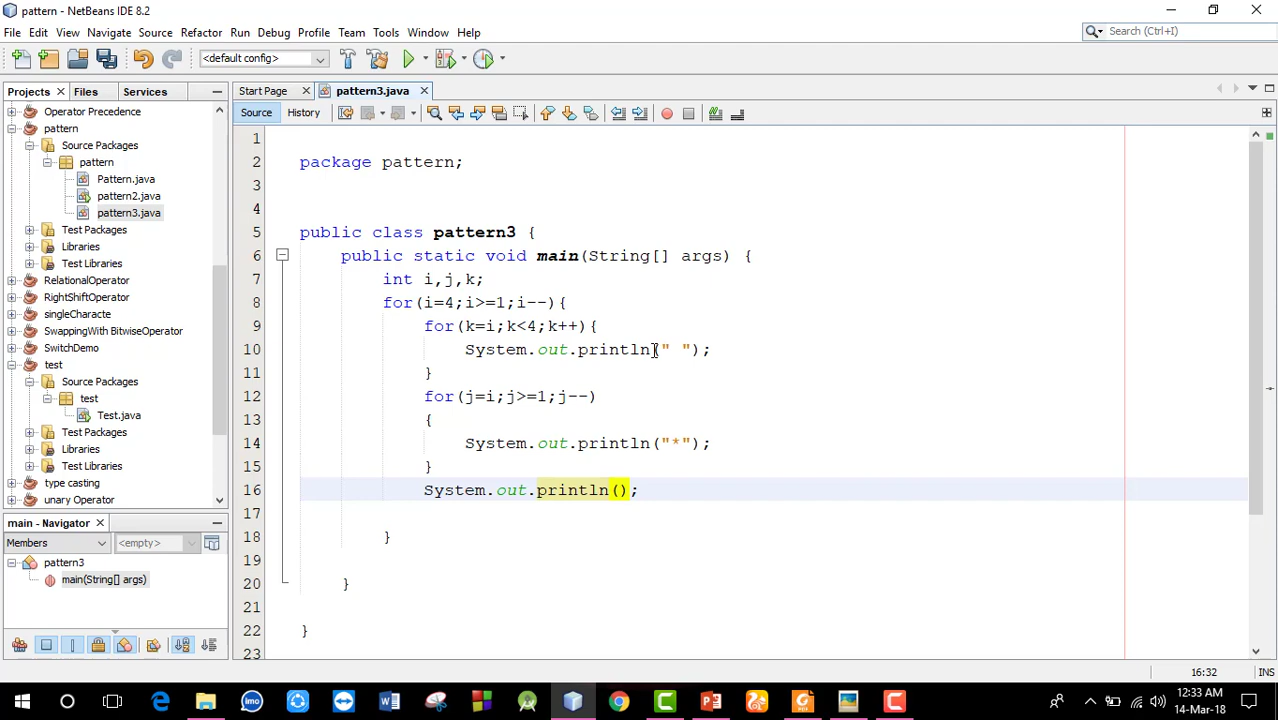 pattern - NetBeans IDE 8.2
File Edit View Navigate Source Refactor Run Debug Profile Team Tools Window Help
Search (Ctrl+I)
<default config>
Projects Files Services
Start Page pattern3.java
Source History
Operator Precedence
pattern
Source Packages
pattern
Pattern.java
pattern2.java
pattern3.java
Test Packages
Libraries
Test Libraries
RelationalOperator
RightShiftOperator
singleCharacte
SwappingWith BitwiseOperator
SwitchDemo
test
Source Packages
test
Test.java
Test Packages
Libraries
Test Libraries
type casting
unary Operator
main - Navigator
Members <empty>
pattern3
main(String[] args)
1
2 package pattern;
3
4
5 public class pattern3 {
6 public static void main(String[] args) {
7 int i,j,k;
8 for(i=4;i>=1;i--){
9 for(k=i;k<4;k++){
10 System.out.println(" ");
11 }
12 for(j=i;j>=1;j--)
13 {
14 System.out.println("*");
15 }
16 System.out.println();
17
18 }
19
20 }
21
22 }
23
16:32 INS
12:33 AM
14-Mar-18